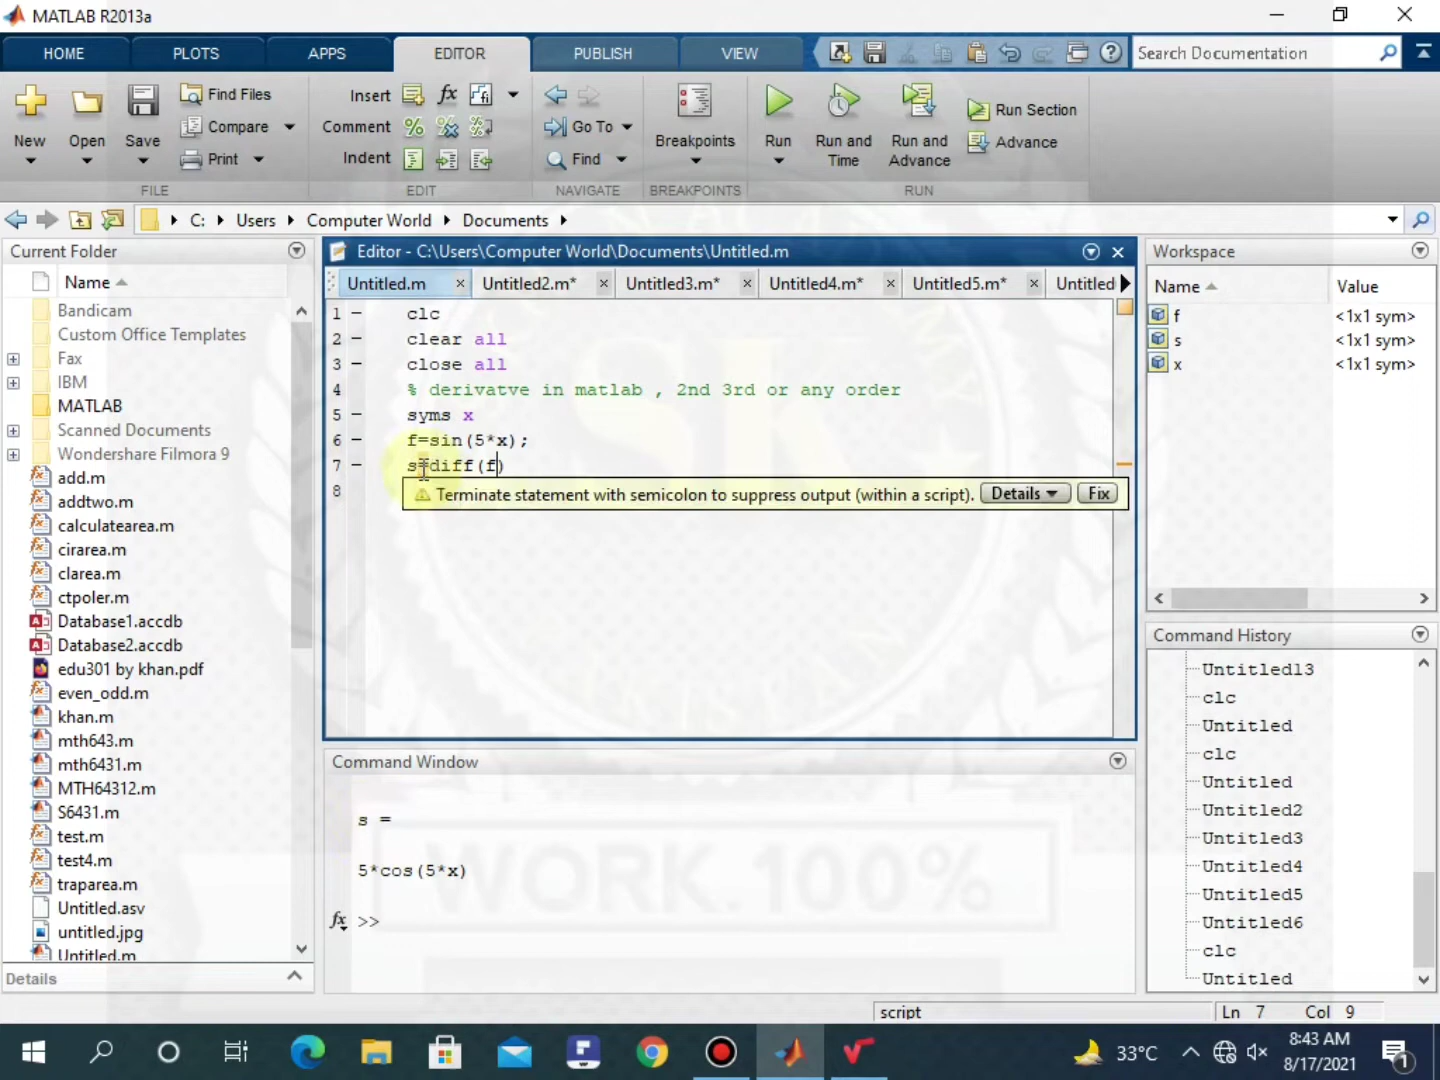 MATLAB R2013a
HOME PLOTS APPS EDITOR PUBLISH VIEW Search Documentation
New Open Save Find Files Compare Print
Insert fx
Comment
Indent
Go To
Find
Breakpoints Run Run and Time Run and Advance Run Section Advance
FILE EDIT NAVIGATE BREAKPOINTS RUN
C: Users Computer World Documents
Current Folder
Name
Bandicam
Custom Office Templates
Fax
IBM
MATLAB
Scanned Documents
Wondershare Filmora 9
add.m
addtwo.m
calculatearea.m
cirarea.m
clarea.m
ctpoler.m
Database1.accdb
Database2.accdb
edu301 by khan.pdf
even_odd.m
khan.m
mth643.m
mth6431.m
MTH64312.m
S6431.m
test.m
test4.m
traparea.m
Untitled.asv
untitled.jpg
Untitled.m
Details
Editor - C:\Users\Computer World\Documents\Untitled.m
Untitled.m Untitled2.m* Untitled3.m* Untitled4.m* Untitled5.m* Untitled
1 – clc
2 – clear all
3 – close all
4 % derivatve in matlab , 2nd 3rd or any order
5 – syms x
6 – f=sin(5*x);
7 – s=diff(f)
8
Terminate statement with semicolon to suppress output (within a script). Details Fix
Command Window
s =
5*cos(5*x)
fx >>
WORK.100%
Workspace
Name Value
f <1x1 sym>
s <1x1 sym>
x <1x1 sym>
Command History
Untitled13
clc
Untitled
clc
Untitled
Untitled2
Untitled3
Untitled4
Untitled5
Untitled6
clc
Untitled
script Ln 7 Col 9
33°C 8:43 AM
8/17/2021
1